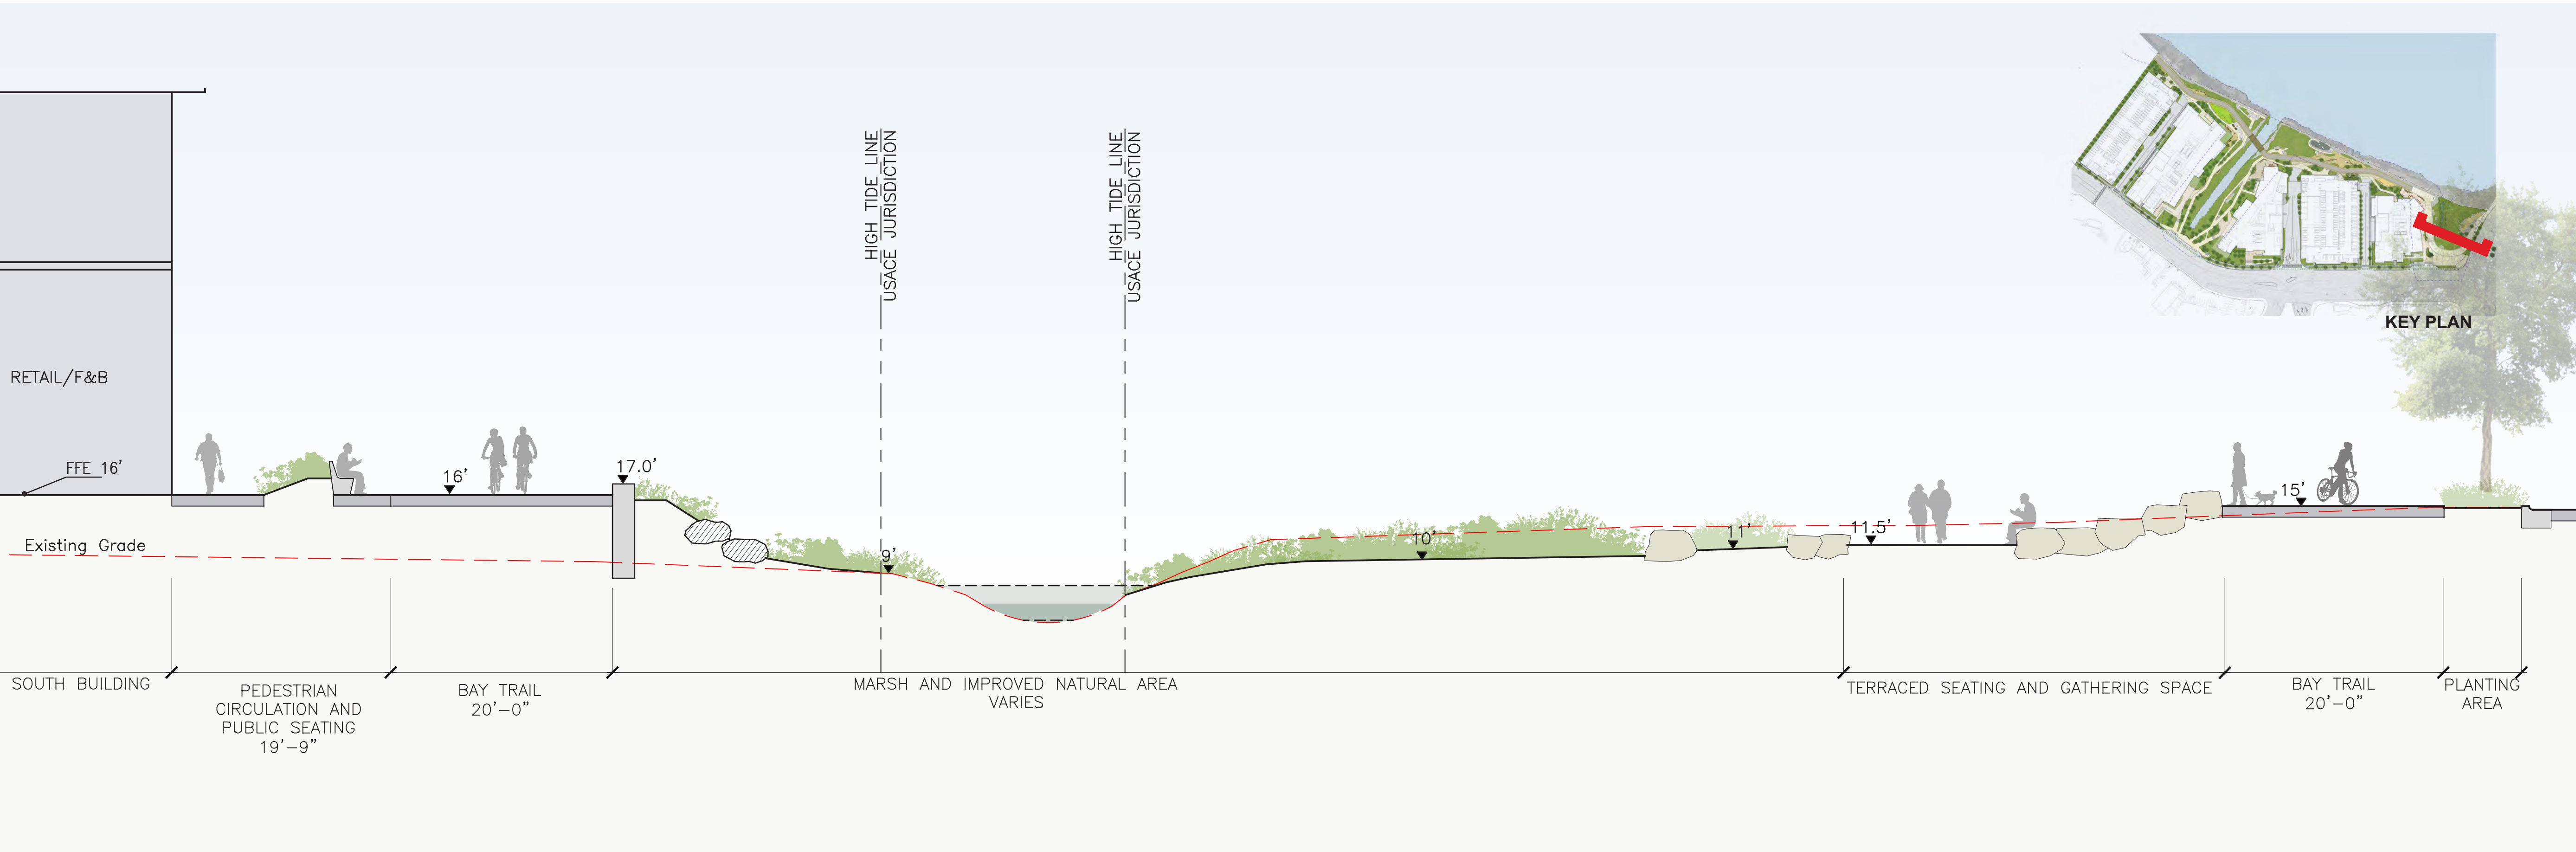 KEY PLAN
HIGH TIDE LINE
USACE JURISDICTION
HIGH TIDE LINE
USACE JURISDICTION
RETAIL/F&B
FFE 16'
16'
17.0'
Existing Grade
9'
10'
11'
11.5'
15'
SOUTH BUILDING
PEDESTRIAN
CIRCULATION AND
PUBLIC SEATING
19'-9"
BAY TRAIL
20'-0"
MARSH AND IMPROVED NATURAL AREA
VARIES
TERRACED SEATING AND GATHERING SPACE
BAY TRAIL
20'-0"
PLANTING
AREA